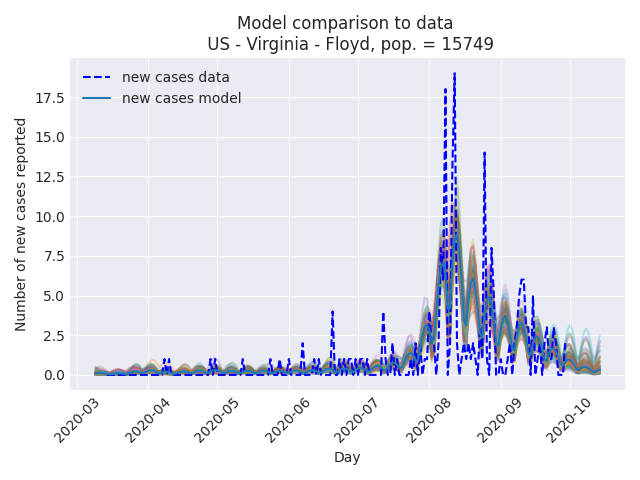 Model comparison to data
US - Virginia - Floyd, pop. = 15749
new cases data
new cases model
Number of new cases reported
17.5
15.0
12.5
10.0
7.5
5.0
2.5
0.0
2020-03
2020-04
2020-05
2020-06
2020-07
2020-08
2020-09
2020-10
Day